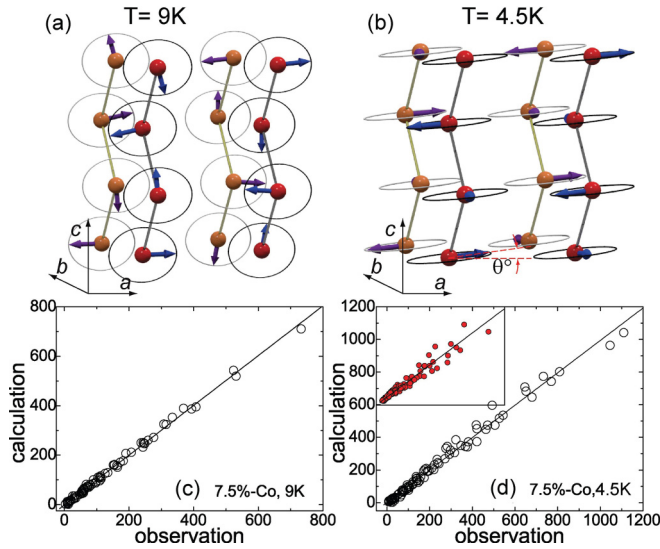 (a) T= 9K
(b) T= 4.5K
c
b
a
c
b
a
θ°
800
600
400
200
0
calculation
0 200 400 600 800
observation
(c) 7.5%-Co, 9K
1200
1000
800
600
400
200
0
calculation
0 200 400 600 800 1000 1200
observation
(d) 7.5%-Co,4.5K